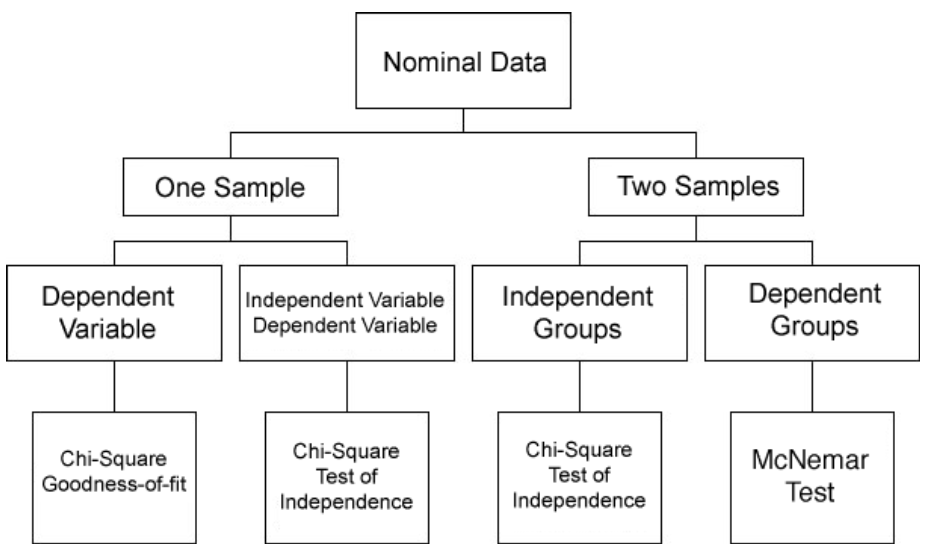 Nominal Data
One Sample
Two Samples
Dependent
Variable
Independent Variable
Dependent Variable
Independent
Groups
Dependent
Groups
Chi-Square
Goodness-of-fit
Chi-Square
Test of
Independence
Chi-Square
Test of
Independence
McNemar
Test